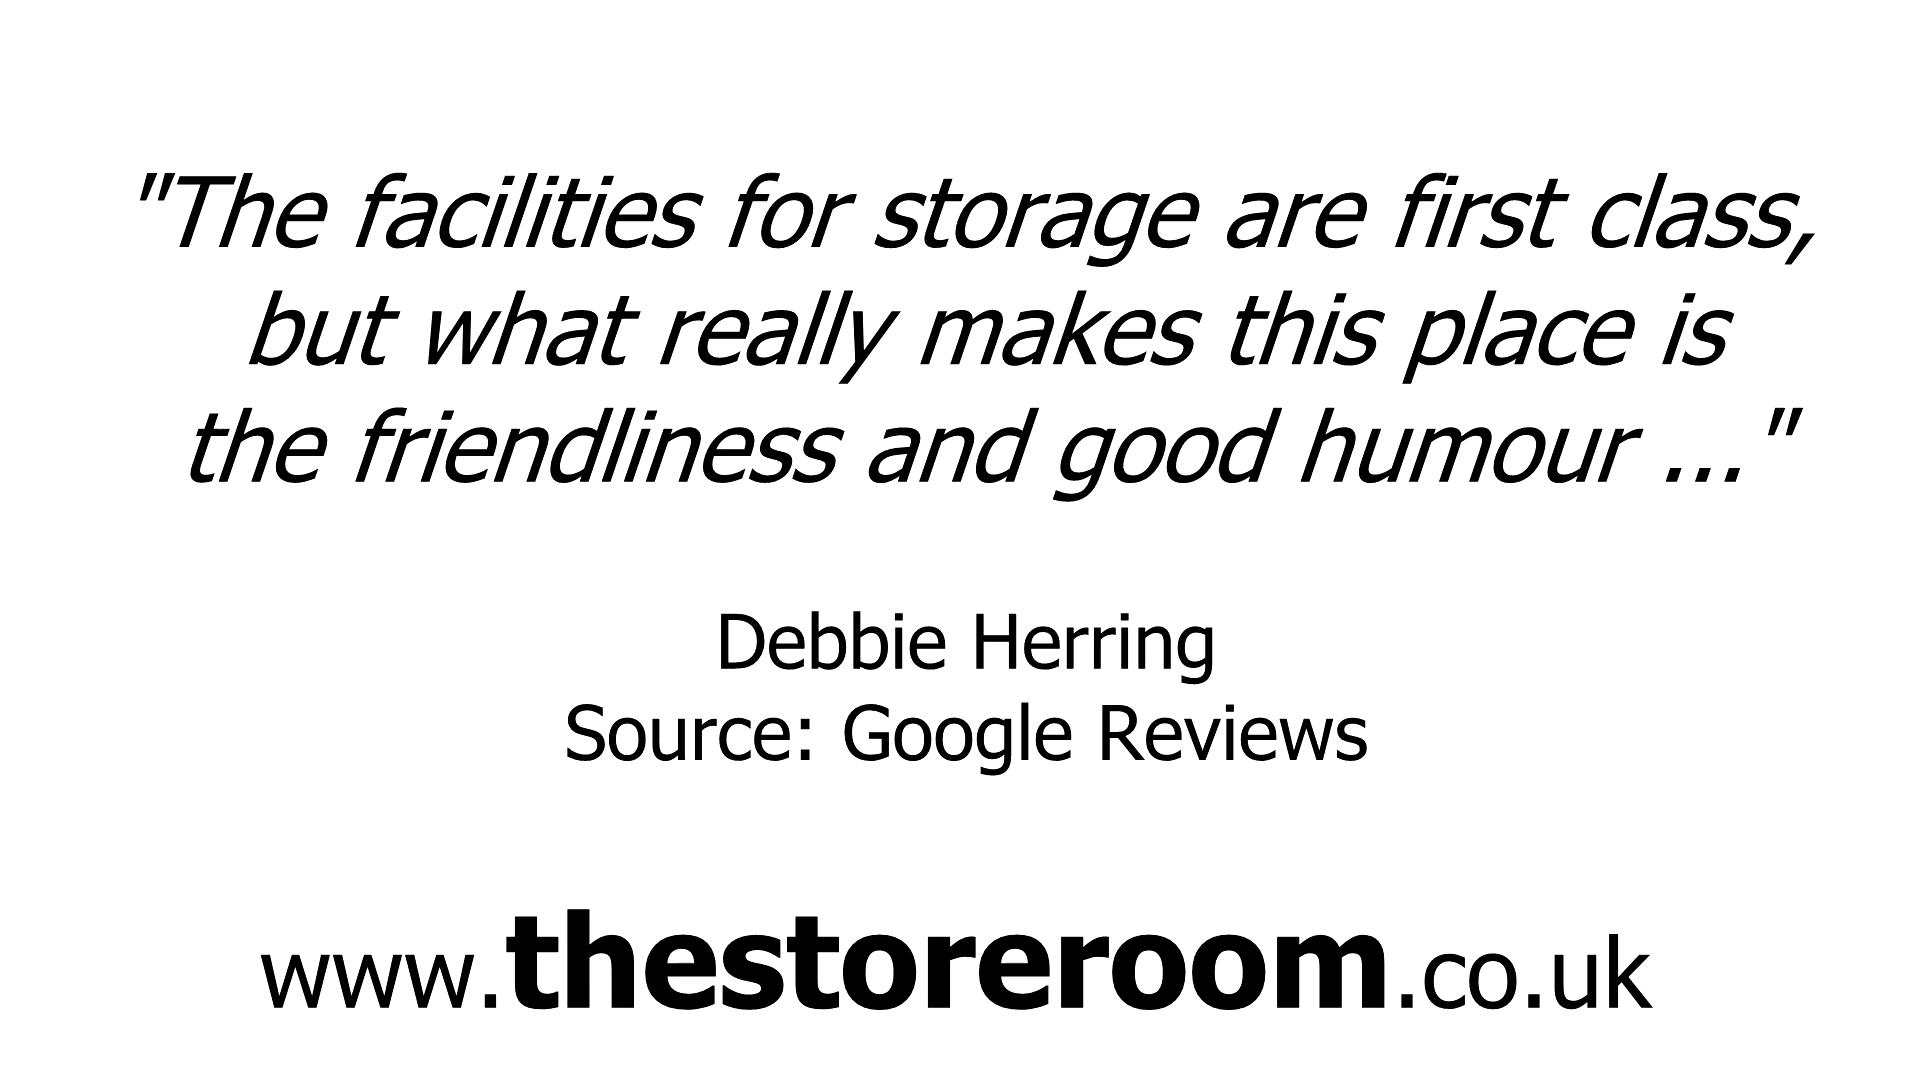 "The facilities for storage are first class,
but what really makes this place is
the friendliness and good humour ..."
Debbie Herring
Source: Google Reviews
www.thestoreroom.co.uk